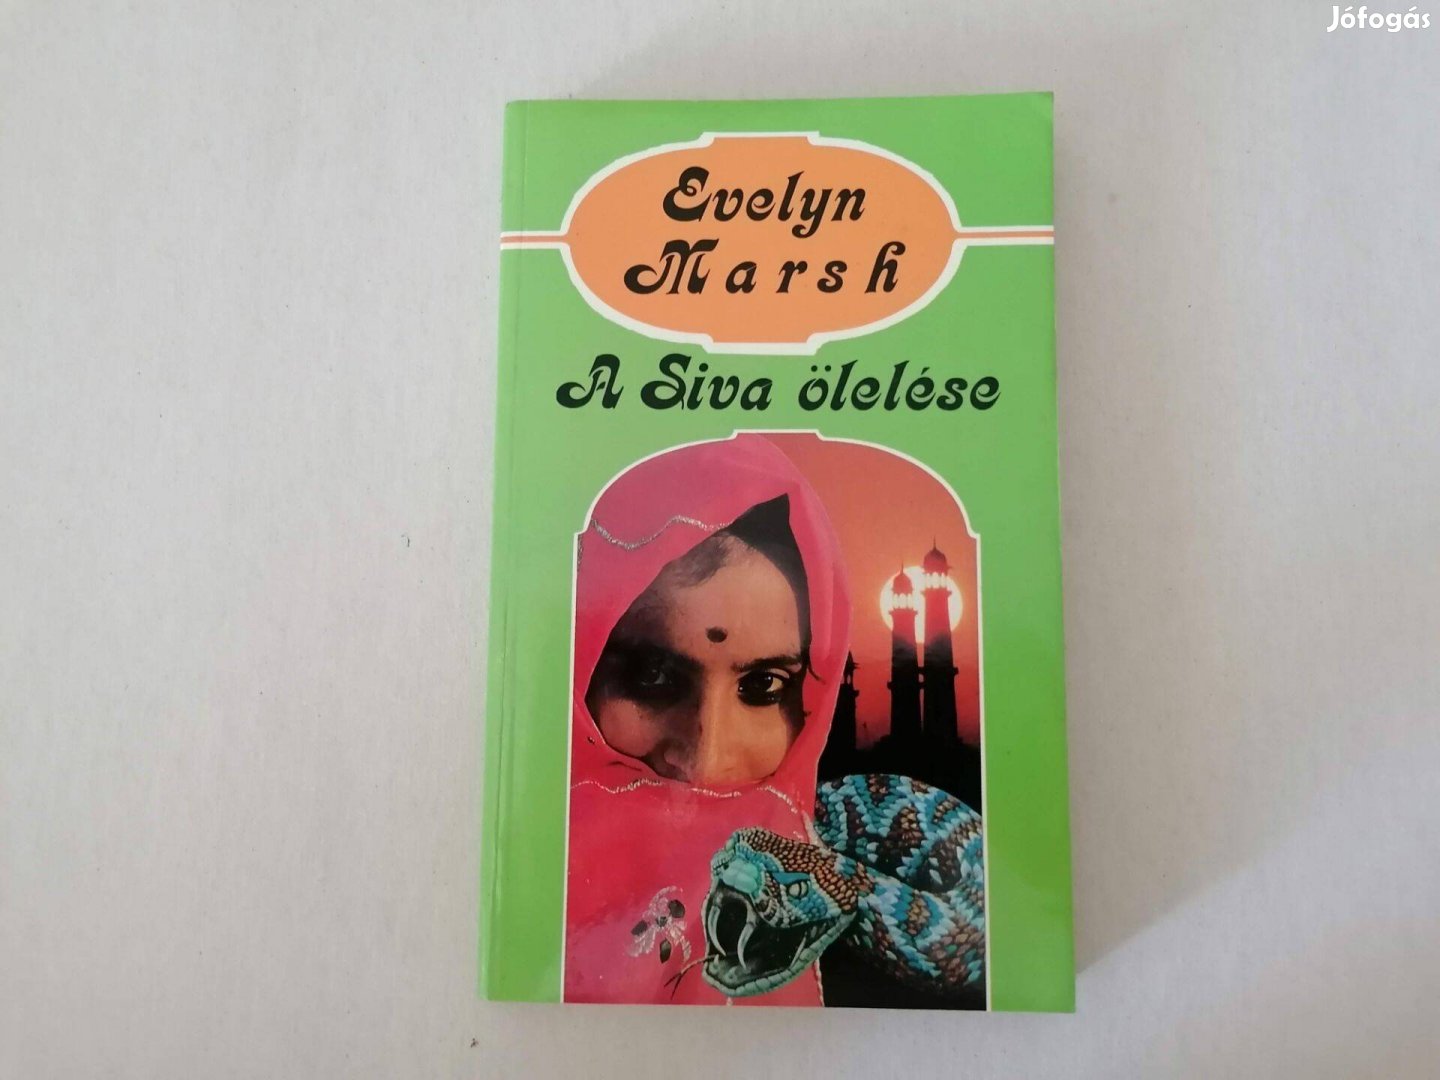 Jófogás
Evelyn
Marsh
A Siva ölelése